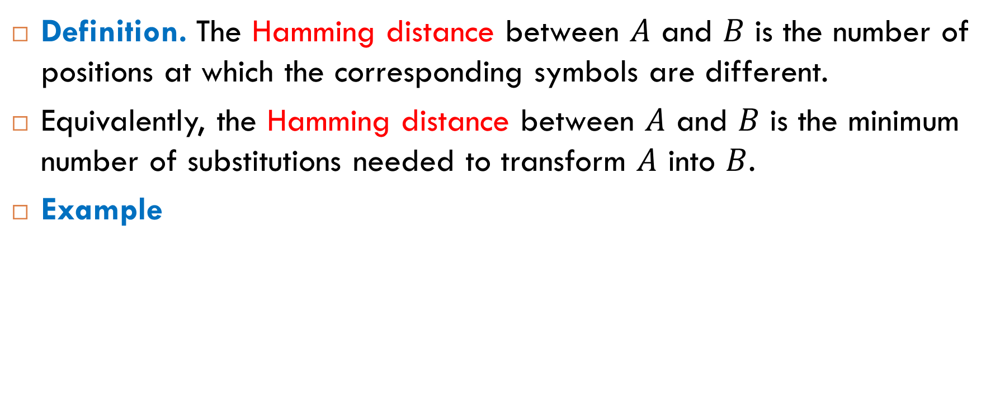 Definition. The Hamming distance between A and B is the number of
positions at which the corresponding symbols are different.
Equivalently, the Hamming distance between A and B is the minimum
number of substitutions needed to transform A into B.
Example